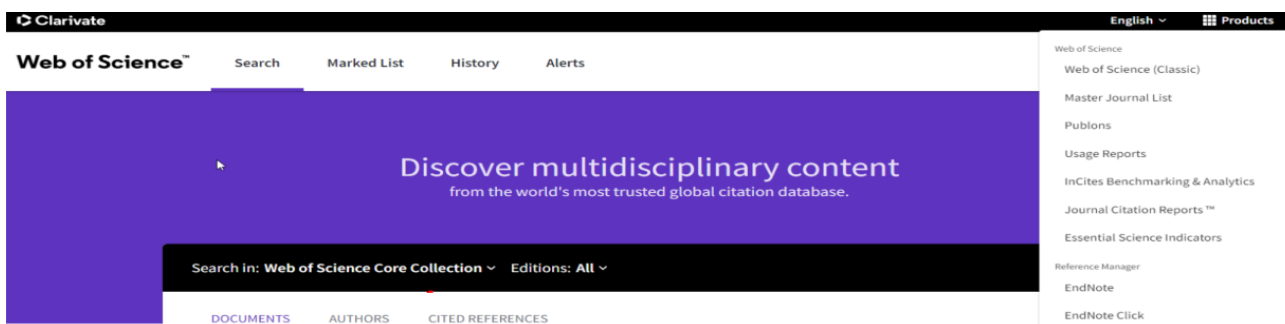 Clarivate
English
Products
Web of Science™
Search
Marked List
History
Alerts
Web of Science
Web of Science (Classic)
Master Journal List
Publons
Usage Reports
InCites Benchmarking & Analytics
Journal Citation Reports ™
Essential Science Indicators
Reference Manager
EndNote
EndNote Click
Discover multidisciplinary content
from the world's most trusted global citation database.
Search in: Web of Science Core Collection Editions: All
DOCUMENTS
AUTHORS
CITED REFERENCES